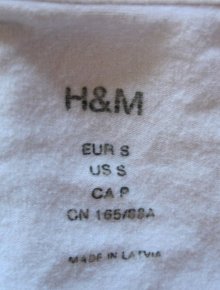 H&M
EUR S
US S
CA P
CN 165/88A
MADE IN LATVIA